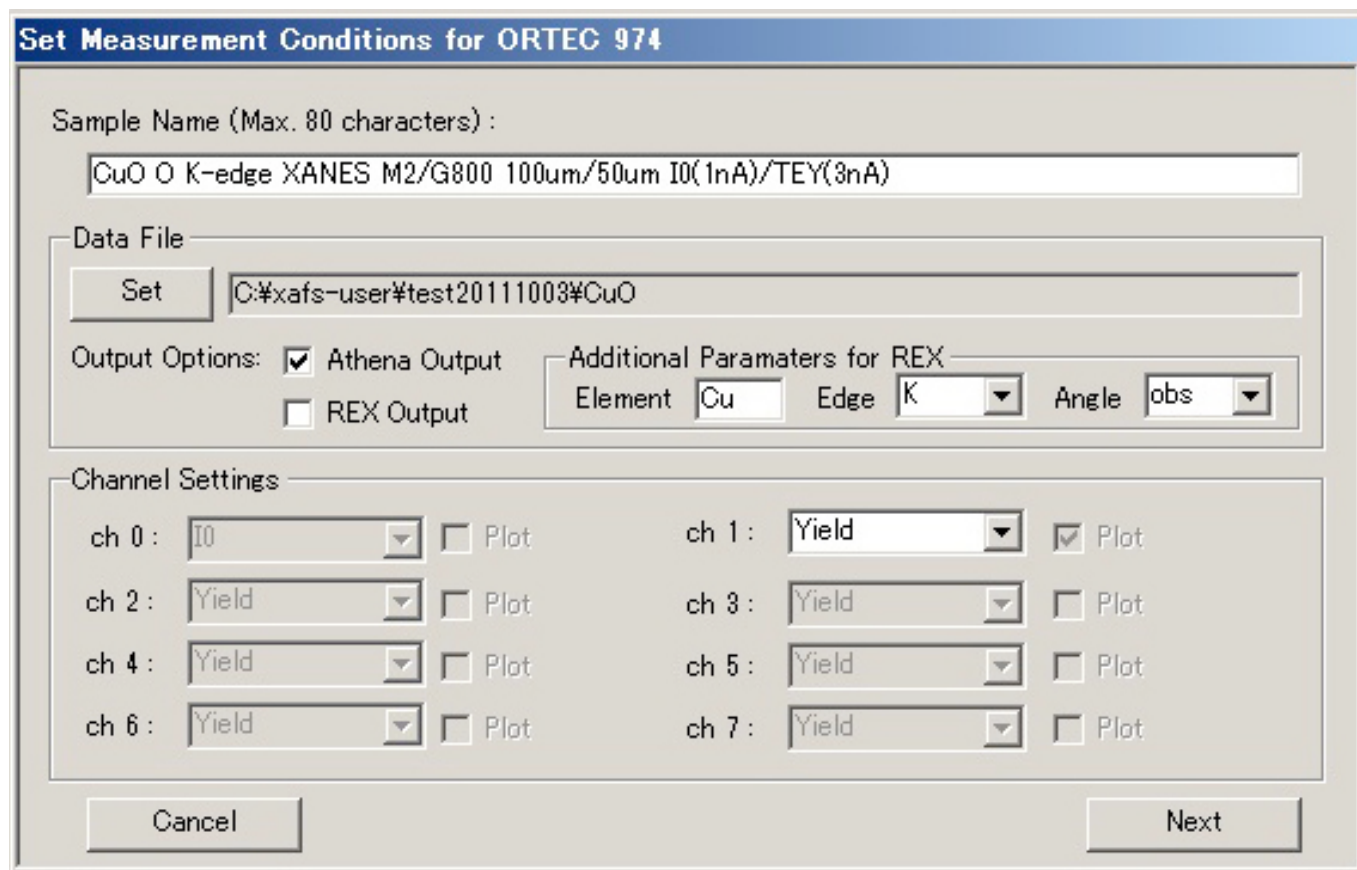 Set Measurement Conditions for ORTEC 974
Sample Name (Max. 80 characters) :
CuO O K-edge XANES M2/G800 100um/50um I0(1nA)/TEY(3nA)
Data File
Set C:¥xafs-user¥test20111003¥CuO
Output Options: Athena Output
REX Output
Additional Paramaters for REX
Element Cu Edge K Angle obs
Channel Settings
ch 0 : I0 Plot ch 1 : Yield Plot
ch 2 : Yield Plot ch 3 : Yield Plot
ch 4 : Yield Plot ch 5 : Yield Plot
ch 6 : Yield Plot ch 7 : Yield Plot
Cancel Next